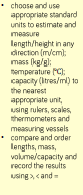 • choose and use
appropriate standard
units to estimate and
measure
length/height in any
direction (m/cm);
mass (kg/g);
temperature (°C);
capacity (litres/ml) to
the nearest
appropriate unit,
using rulers, scales,
thermometers and
measuring vessels
• compare and order
lengths, mass,
volume/capacity and
record the results
using >, < and =